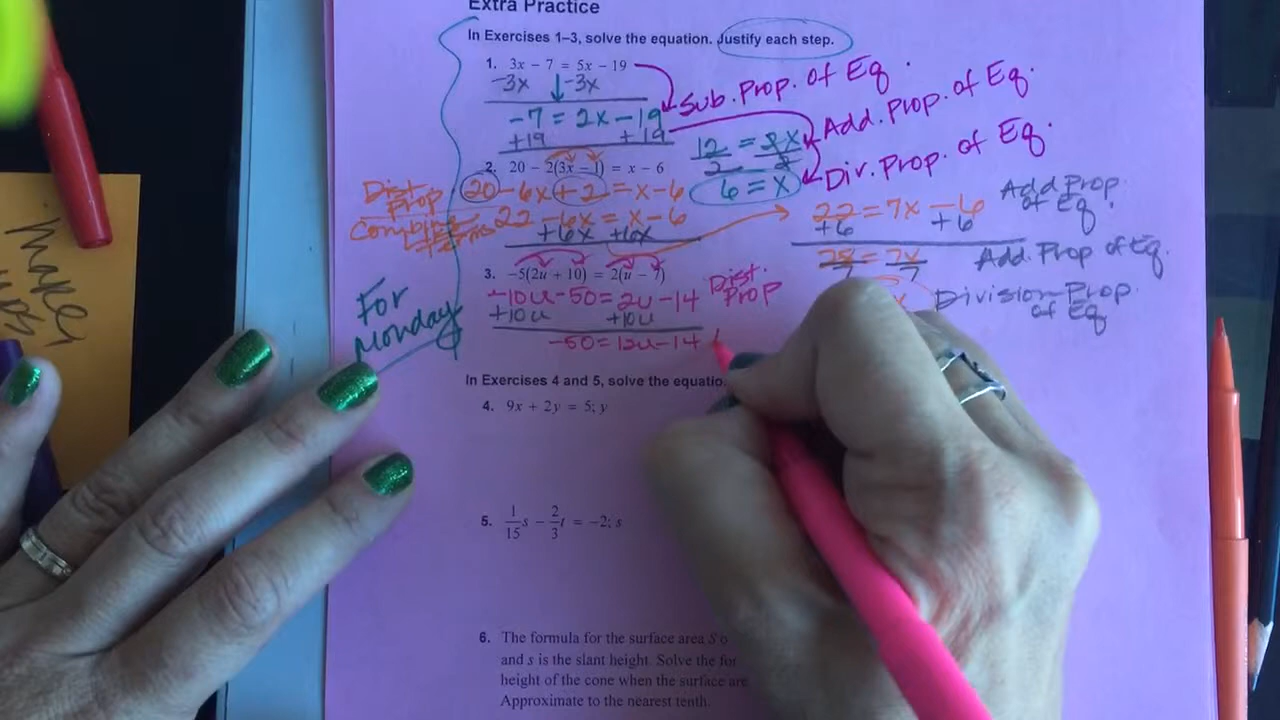 Extra Practice
In Exercises 1–3, solve the equation. Justify each step.
1. 3x − 7 = 5x − 19
-3x -3x
Sub. Prop. of Eq.
-7 = 2x - 19
+19 +19
12 = 2x
2 2
Add. Prop. of Eq.
6 = x
Div. Prop. of Eq.
2. 20 − 2(3x − 1) = x − 6
Dist. Prop
20 - 6x + 2 = x - 6
Combine
22 - 6x = x - 6
+6x +6x
22 = 7x - 6
+6 +6
Add Prop of Eq.
28 = 7x
7 7
Add. Prop of Eq.
x
Division Prop. of Eq
3. −5(2u + 10) = 2(u − 7)
-10u - 50 = 2u - 14
Dist. Prop
+10u +10u
-50 = 12u - 14
For Monday
In Exercises 4 and 5, solve the equatio
4. 9x + 2y = 5; y
5. 1/15 s − 2/3 t = −2; s
6. The formula for the surface area S o
and s is the slant height. Solve the for
height of the cone when the surface are
Approximate to the nearest tenth.
make
ups